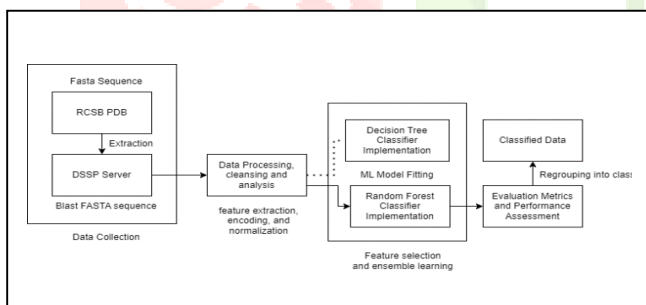 Fasta Sequence
RCSB PDB
Extraction
DSSP Server
Blast FASTA sequence
Data Collection
Data Processing,
cleansing and
analysis
feature extraction,
encoding, and
normalization
Decision Tree
Classifier
Implementation
ML Model Fitting
Random Forest
Classifier
Implementation
Feature selection
and ensemble learning
Classified Data
Regrouping into class
Evaluation Metrics
and Performance
Assessment